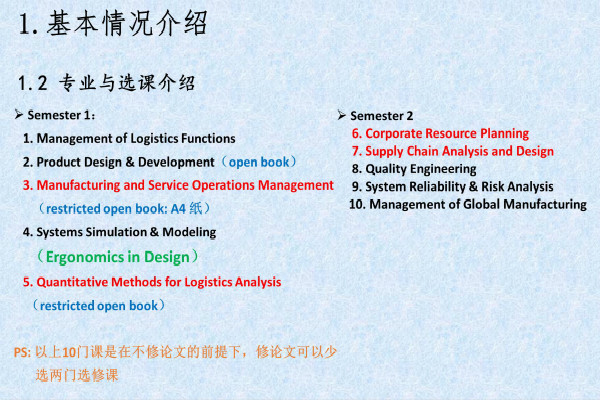 1.基本情况介绍
1.2 专业与选课介绍
➢ Semester 1：
1. Management of Logistics Functions
2. Product Design & Development（open book）
3. Manufacturing and Service Operations Management
（restricted open book: A4 纸）
4. Systems Simulation & Modeling
（Ergonomics in Design）
5. Quantitative Methods for Logistics Analysis
（restricted open book）
➢ Semester 2
6. Corporate Resource Planning
7. Supply Chain Analysis and Design
8. Quality Engineering
9. System Reliability & Risk Analysis
10. Management of Global Manufacturing
PS: 以上10门课是在不修论文的前提下，修论文可以少
选两门选修课